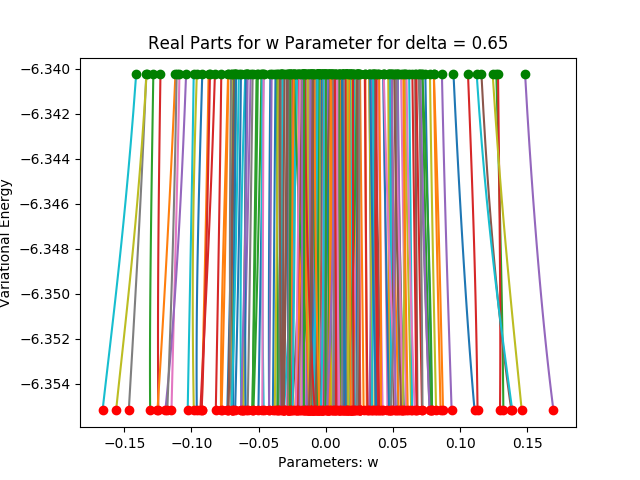 Real Parts for w Parameter for delta = 0.65
Variational Energy
−6.340
−6.342
−6.344
−6.346
−6.348
−6.350
−6.352
−6.354
−0.15 −0.10 −0.05 0.00 0.05 0.10 0.15
Parameters: w